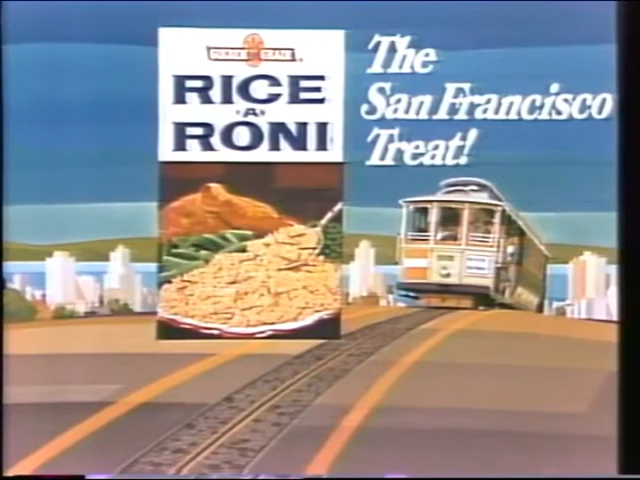 RICE
·A·
RONI
The
San Francisco
Treat!